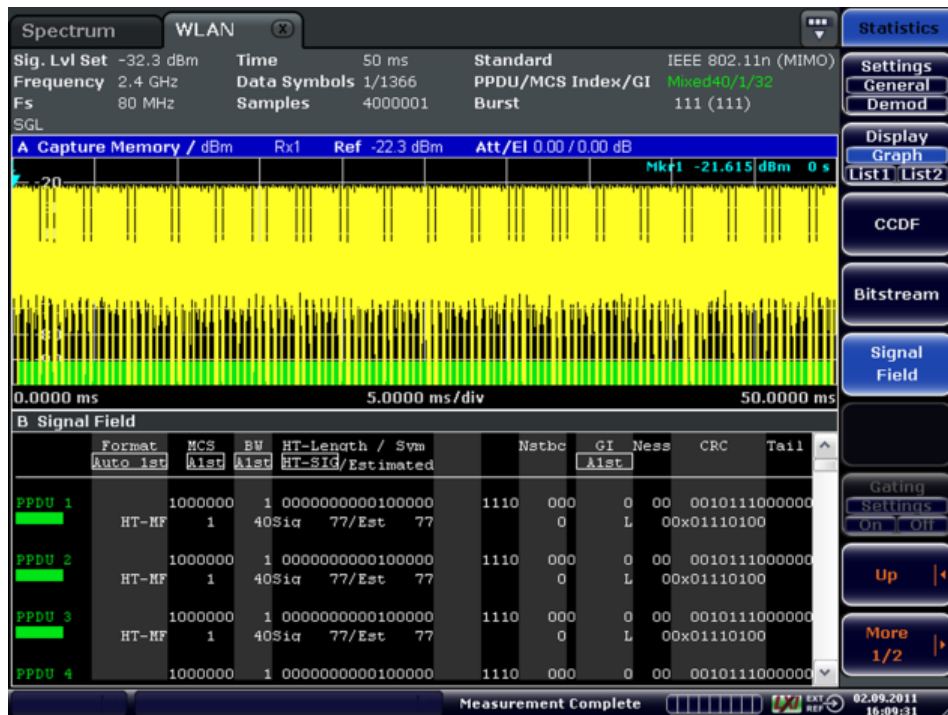 Spectrum WLAN X
Statistics
Sig. Lvl Set -32.3 dBm Time 50 ms Standard IEEE 802.11n (MIMO)
Frequency 2.4 GHz Data Symbols 1/1366 PPDU/MCS Index/GI Mixed40/1/32
Fs 80 MHz Samples 4000001 Burst 111 (111)
SGL
Settings
General
Demod
A Capture Memory / dBm Rx1 Ref -22.3 dBm Att/El 0.00 / 0.00 dB
Mkr1 -21.615 dBm 0 s
-20
Display
Graph
List1 List2
CCDF
Bitstream
Signal
Field
0.0000 ms 5.0000 ms/div 50.0000 ms
B Signal Field
Format MCS BW HT-Length / Sym Nstbc GI Ness CRC Tail
Auto 1st A1st A1st HT-SIG/Estimated A1st
PPDU 1 1000000 1 0000000000100000 1110 000 0 00 0010111000000
HT-MF 1 40Sig 77/Est 77 0 L 00x01110100
PPDU 2 1000000 1 0000000000100000 1110 000 0 00 0010111000000
HT-MF 1 40Sig 77/Est 77 0 L 00x01110100
PPDU 3 1000000 1 0000000000100000 1110 000 0 00 0010111000000
HT-MF 1 40Sig 77/Est 77 0 L 00x01110100
PPDU 4 1000000 1 0000000000100000 1110 000 0 00 0010111000000
Gating
Settings
On Off
Up
More
1/2
Measurement Complete LXI EXT REF 02.09.2011
16:09:31